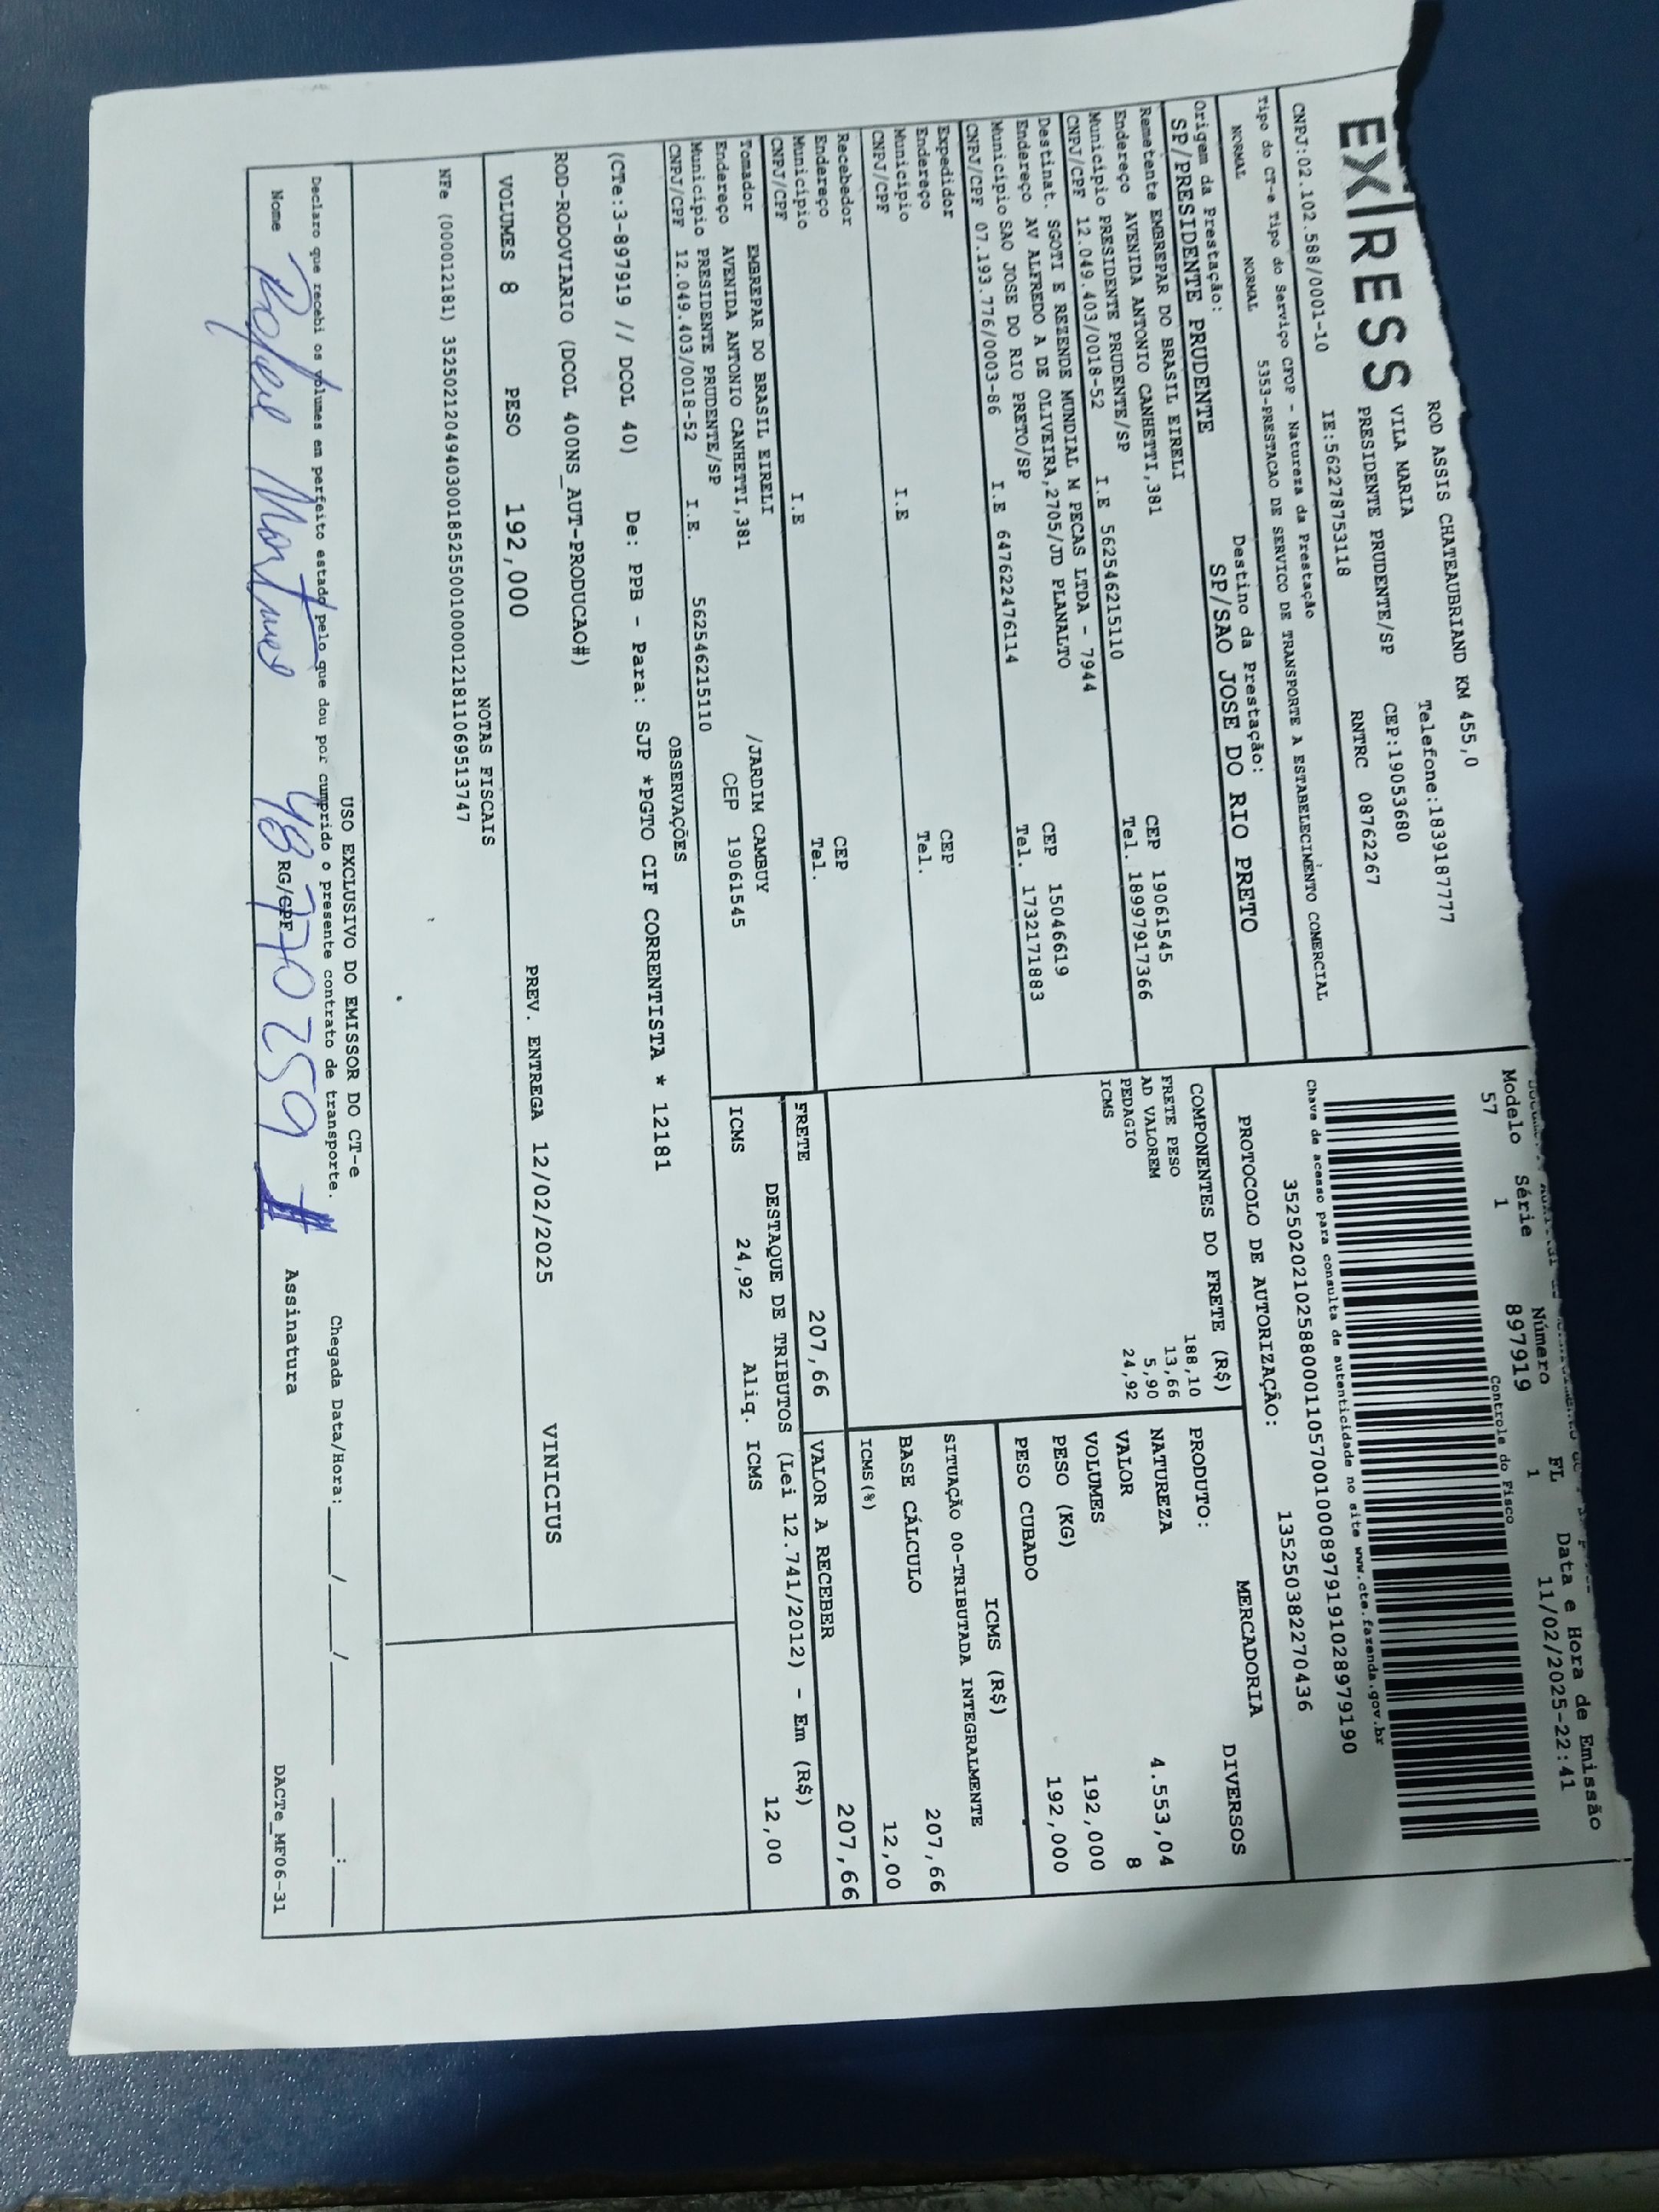 EXPRESS
ROD ASSIS CHATEAUBRIAND KM 455,0
VILA MARIA Telefone:1839187777
PRESIDENTE PRUDENTE/SP CEP:19053680
CNPJ:02.102.588/0001-10 IE:562278753118 RNTRC 08762267
Tipo do CT-e Tipo do Serviço CFOP - Natureza da Prestação
NORMAL NORMAL 5353-PRESTACAO DE SERVICO DE TRANSPORTE A ESTABELECIMENTO COMERCIAL
Origem da Prestação: Destino da Prestação:
SP/PRESIDENTE PRUDENTE SP/SAO JOSE DO RIO PRETO
Modelo Série Número FL Data e Hora de Emissão
57 1 897919 1 11/02/2025-22:41
Controle do Fisco
Chave de acesso para consulta de autenticidade no site www.cte.fazenda.gov.br
35250202102588000110570010008979191028979190
PROTOCOLO DE AUTORIZAÇÃO: 135250382270436
Remetente EMBREPAR DO BRASIL EIRELI
Endereço AVENIDA ANTONIO CANHETTI,381 CEP 19061545
Município PRESIDENTE PRUDENTE/SP Tel. 18997917366
CNPJ/CPF 12.049.403/0018-52 I.E 562546215110
Destinat. SGOTI E REZENDE MUNDIAL M PECAS LTDA - 7944
Endereço AV ALFREDO A DE OLIVEIRA,2705/JD PLANALTO CEP 15046619
Município SAO JOSE DO RIO PRETO/SP Tel. 1732171883
CNPJ/CPF 07.193.776/0003-86 I.E 647622476114
Expedidor
Endereço CEP
Município Tel.
CNPJ/CPF I.E
Recebedor
Endereço CEP
Município Tel.
CNPJ/CPF I.E
Tomador EMBREPAR DO BRASIL EIRELI
Endereço AVENIDA ANTONIO CANHETTI,381 /JARDIM CAMBUY
Município PRESIDENTE PRUDENTE/SP CEP 19061545
CNPJ/CPF 12.049.403/0018-52 I.E. 562546215110
COMPONENTES DO FRETE (R$)
FRETE PESO 188,10
AD VALOREM 13,66
PEDAGIO 5,90
ICMS 24,92
MERCADORIA
PRODUTO: DIVERSOS
NATUREZA
VALOR 4.553,04
VOLUMES 8
PESO (KG) 192,000
PESO CUBADO 192,000
ICMS (R$)
SITUAÇÃO 00-TRIBUTADA INTEGRALMENTE
BASE CÁLCULO 207,66
ICMS(%) 12,00
FRETE 207,66 VALOR A RECEBER 207,66
DESTAQUE DE TRIBUTOS (Lei 12.741/2012) - Em (R$)
ICMS 24,92 Aliq. ICMS 12,00
OBSERVAÇÕES
(CTe:3-897919 // DCOL 40) De: PPB - Para: SJP *PGTO CIF CORRENTISTA * 12181
ROD-RODOVIARIO (DCOL 400NS_AUT-PRODUCAO#)
VOLUMES 8 PESO 192,000 PREV. ENTREGA 12/02/2025 VINICIUS
NOTAS FISCAIS
NFe (000012181) 35250212049403001852550010000121811069513747
USO EXCLUSIVO DO EMISSOR DO CT-e
Declaro que recebi os volumes em perfeito estado pelo que dou por cumprido o presente contrato de transporte. Chegada Data/Hora:____/____/____ ___:___
Nome RG/CPF 48770259 Assinatura
DACTe_MF06-31